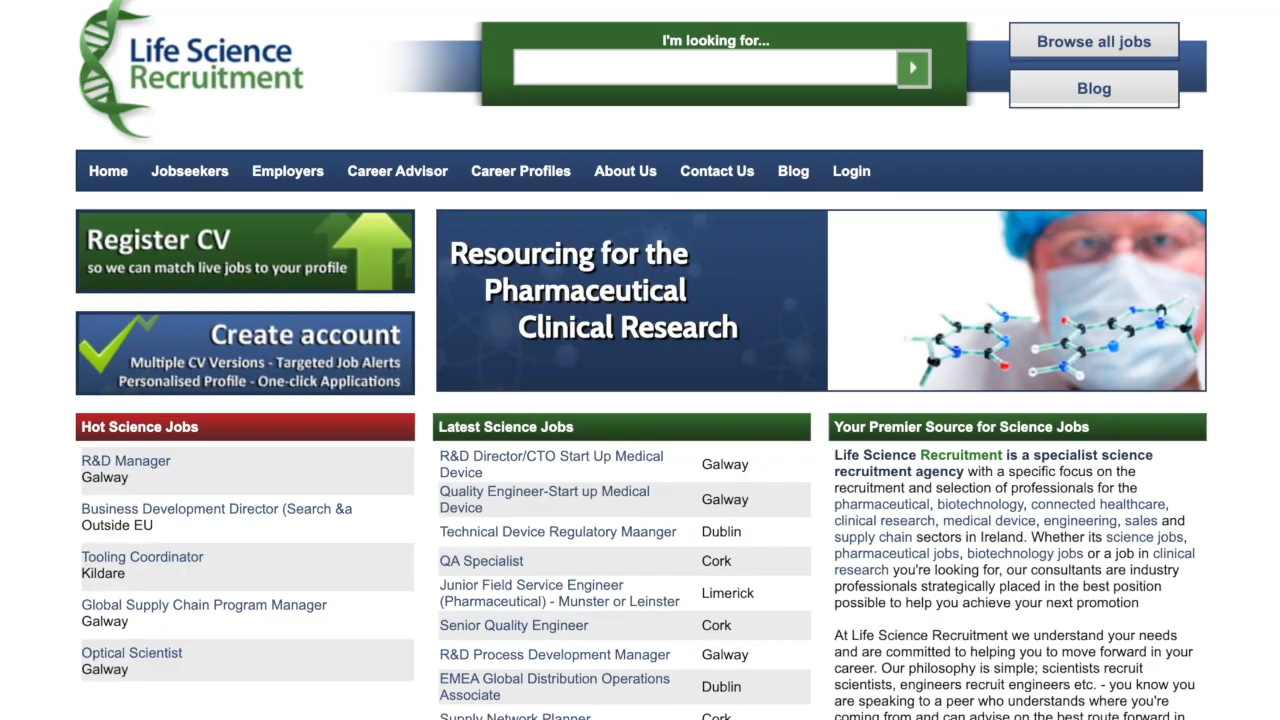 Life Science
Recruitment
I'm looking for...
Browse all jobs
Blog
Home Jobseekers Employers Career Advisor Career Profiles About Us Contact Us Blog Login
Register CV
so we can match live jobs to your profile
Create account
Multiple CV Versions - Targeted Job Alerts
Personalised Profile - One-click Applications
Resourcing for the
Pharmaceutical
Clinical Research
Hot Science Jobs
R&D Manager
Galway
Business Development Director (Search &a
Outside EU
Tooling Coordinator
Kildare
Global Supply Chain Program Manager
Galway
Optical Scientist
Galway
Latest Science Jobs
R&D Director/CTO Start Up Medical
Device
Galway
Quality Engineer-Start up Medical
Device
Galway
Technical Device Regulatory Maanger Dublin
QA Specialist Cork
Junior Field Service Engineer
(Pharmaceutical) - Munster or Leinster
Limerick
Senior Quality Engineer Cork
R&D Process Development Manager Galway
EMEA Global Distribution Operations
Associate
Dublin
Supply Network Planner Cork
Your Premier Source for Science Jobs
Life Science Recruitment is a specialist science
recruitment agency with a specific focus on the
recruitment and selection of professionals for the
pharmaceutical, biotechnology, connected healthcare,
clinical research, medical device, engineering, sales and
supply chain sectors in Ireland. Whether its science jobs,
pharmaceutical jobs, biotechnology jobs or a job in clinical
research you're looking for, our consultants are industry
professionals strategically placed in the best position
possible to help you achieve your next promotion
At Life Science Recruitment we understand your needs
and are committed to helping you to move forward in your
career. Our philosophy is simple; scientists recruit
scientists, engineers recruit engineers etc. - you know you
are speaking to a peer who understands where you're
coming from and can advise on the best route forward in